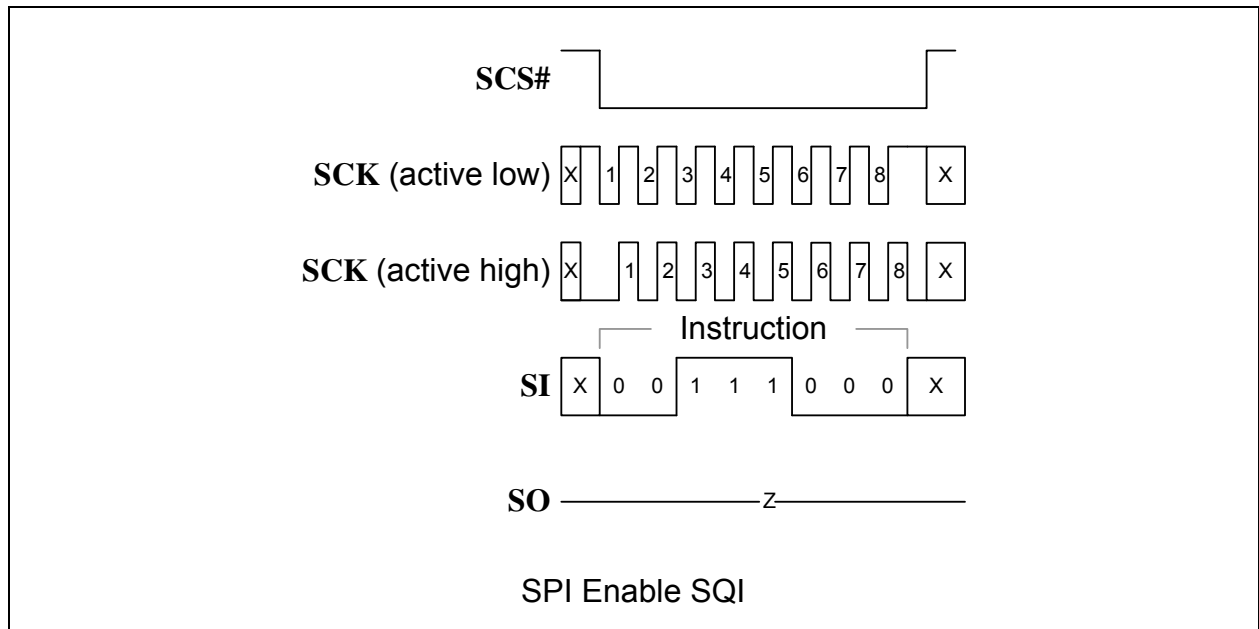 SCS#
SCK (active low) X 1 2 3 4 5 6 7 8 X
SCK (active high) X 1 2 3 4 5 6 7 8 X
Instruction
SI X 0 0 1 1 1 0 0 0 X
SO Z
SPI Enable SQI